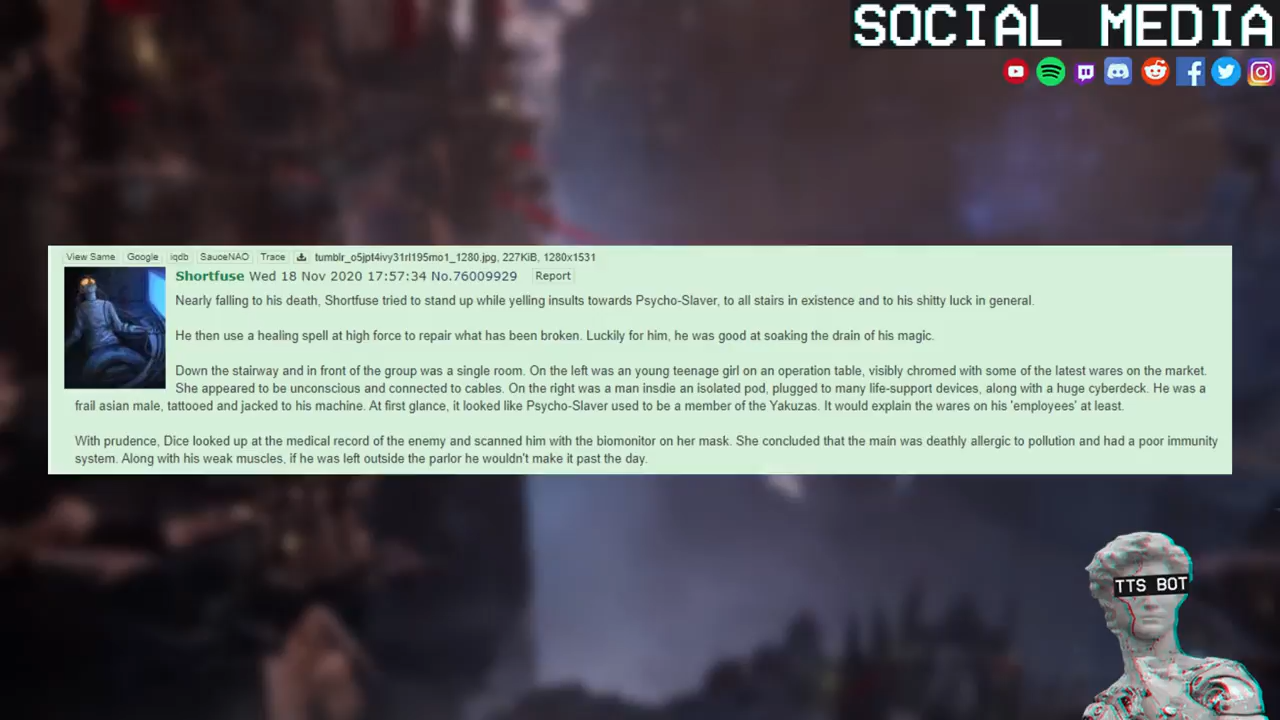 SOCIAL MEDIA
View Same Google iqdb SauceNAO Trace tumblr_o5jpt4ivy31rl195mo1_1280.jpg, 227KiB, 1280x1531
Shortfuse Wed 18 Nov 2020 17:57:34 No.76009929 Report
Nearly falling to his death, Shortfuse tried to stand up while yelling insults towards Psycho-Slaver, to all stairs in existence and to his shitty luck in general.
He then use a healing spell at high force to repair what has been broken. Luckily for him, he was good at soaking the drain of his magic.
Down the stairway and in front of the group was a single room. On the left was an young teenage girl on an operation table, visibly chromed with some of the latest wares on the market.
She appeared to be unconscious and connected to cables. On the right was a man insdie an isolated pod, plugged to many life-support devices, along with a huge cyberdeck. He was a
frail asian male, tattooed and jacked to his machine. At first glance, it looked like Psycho-Slaver used to be a member of the Yakuzas. It would explain the wares on his 'employees' at least.
With prudence, Dice looked up at the medical record of the enemy and scanned him with the biomonitor on her mask. She concluded that the main was deathly allergic to pollution and had a poor immunity
system. Along with his weak muscles, if he was left outside the parlor he wouldn't make it past the day.
TTS BOT